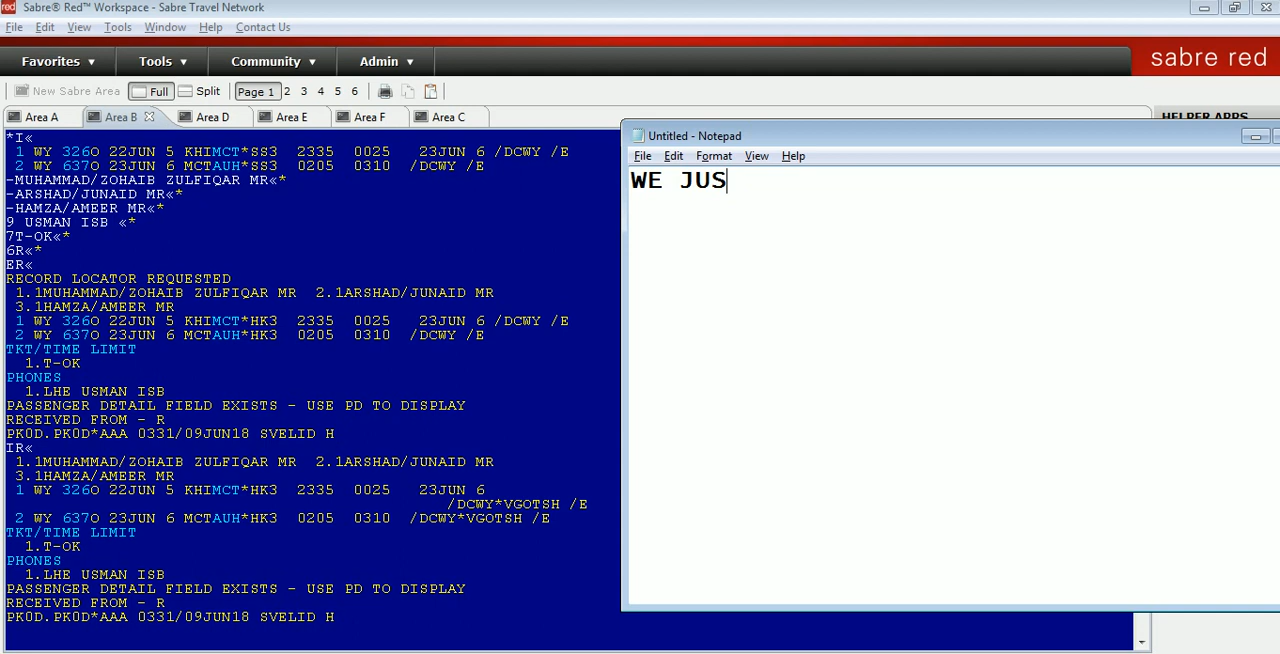 Sabre® Red™ Workspace - Sabre Travel Network
File Edit View Tools Window Help Contact Us
Favorites ▼ Tools ▼ Community ▼ Admin ▼ sabre red
New Sabre Area Full Split Page 1 2 3 4 5 6
Area A Area B Area D Area E Area F Area C HELPER APPS
*I«
1 WY 326O 22JUN 5 KHIMCT*SS3 2335 0025 23JUN 6 /DCWY /E
2 WY 637O 23JUN 6 MCTAUH*SS3 0205 0310 /DCWY /E
-MUHAMMAD/ZOHAIB ZULFIQAR MR«*
-ARSHAD/JUNAID MR«*
-HAMZA/AMEER MR«*
9 USMAN ISB «*
7T-OK«*
6R«*
ER«
RECORD LOCATOR REQUESTED
1.1MUHAMMAD/ZOHAIB ZULFIQAR MR 2.1ARSHAD/JUNAID MR
3.1HAMZA/AMEER MR
1 WY 326O 22JUN 5 KHIMCT*HK3 2335 0025 23JUN 6 /DCWY /E
2 WY 637O 23JUN 6 MCTAUH*HK3 0205 0310 /DCWY /E
TKT/TIME LIMIT
1.T-OK
PHONES
1.LHE USMAN ISB
PASSENGER DETAIL FIELD EXISTS - USE PD TO DISPLAY
RECEIVED FROM - R
PK0D.PK0D*AAA 0331/09JUN18 SVELID H
IR«
1.1MUHAMMAD/ZOHAIB ZULFIQAR MR 2.1ARSHAD/JUNAID MR
3.1HAMZA/AMEER MR
1 WY 326O 22JUN 5 KHIMCT*HK3 2335 0025 23JUN 6
/DCWY*VGOTSH /E
2 WY 637O 23JUN 6 MCTAUH*HK3 0205 0310 /DCWY*VGOTSH /E
TKT/TIME LIMIT
1.T-OK
PHONES
1.LHE USMAN ISB
PASSENGER DETAIL FIELD EXISTS - USE PD TO DISPLAY
RECEIVED FROM - R
PK0D.PK0D*AAA 0331/09JUN18 SVELID H
Untitled - Notepad
File Edit Format View Help
WE JUS